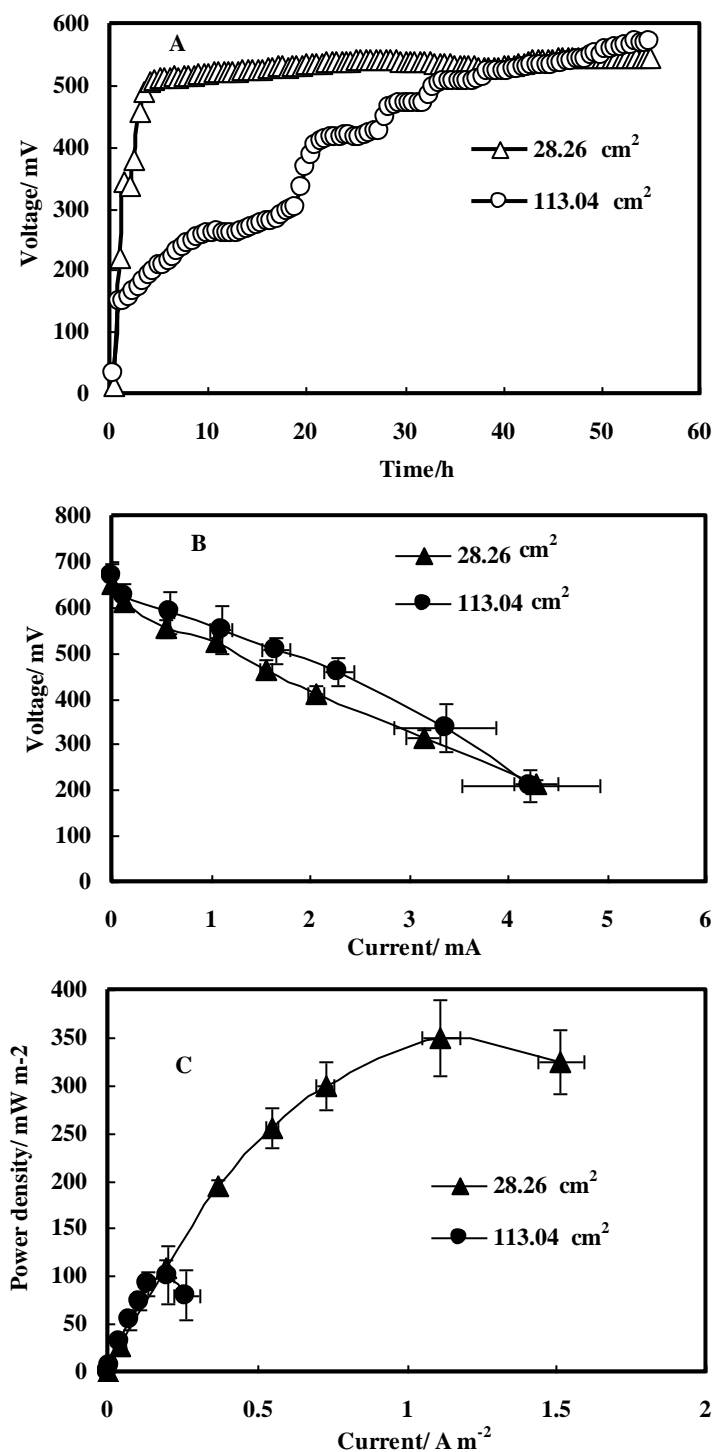 A
600
500
400
300
200
100
0
Voltage/ mV
28.26 cm²
113.04 cm²
0 10 20 30 40 50 60
Time/h
B
800
700
600
500
400
300
200
100
0
Voltage/ mV
28.26 cm²
113.04 cm²
0 1 2 3 4 5 6
Current/ mA
C
400
350
300
250
200
150
100
50
0
Power density/ mW m-2
28.26 cm²
113.04 cm²
0 0.5 1 1.5 2
Current/ A m⁻²